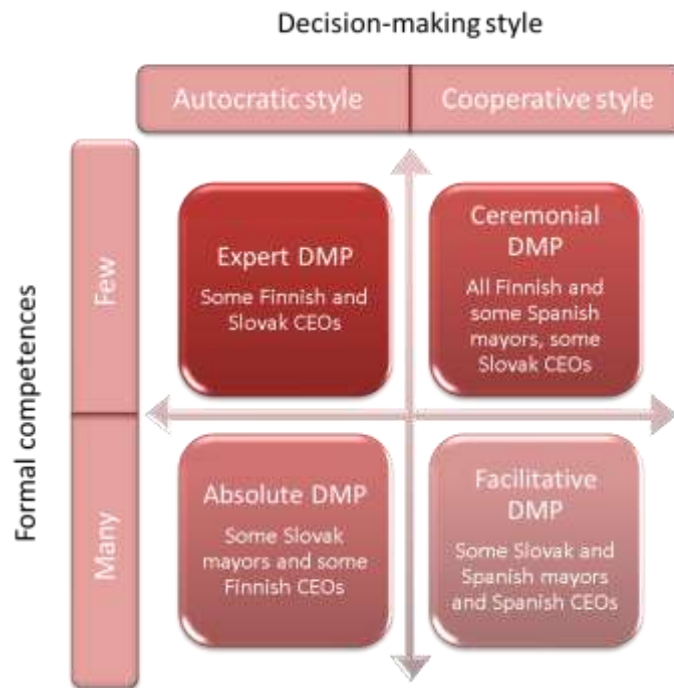 Decision-making style
Autocratic style
Cooperative style
Formal competences
Few
Expert DMP
Some Finnish and
Slovak CEOs
Ceremonial
DMP
All Finnish and
some Spanish
mayors, some
Slovak CEOs
Many
Absolute DMP
Some Slovak
mayors and some
Finnish CEOs
Facilitative
DMP
Some Slovak and
Spanish mayors
and Spanish CEOs